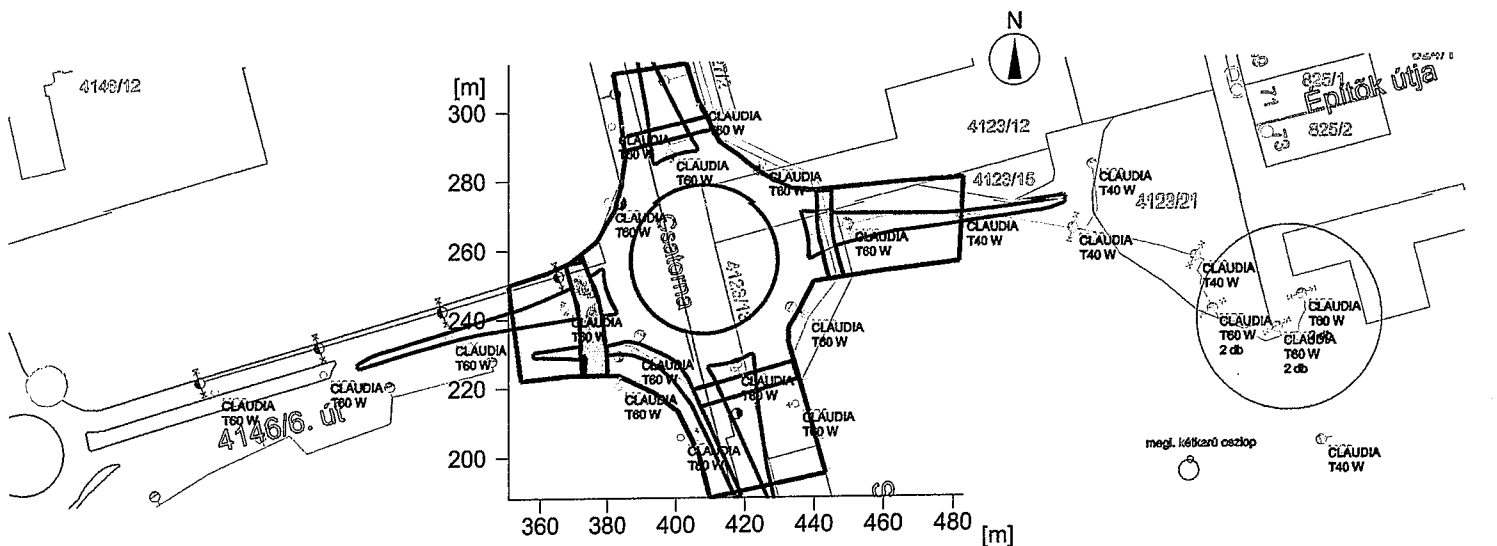 N
4146/12
[m]
300
280
260
240
220
200
360
380
400
420
440
460
480
[m]
CLAUDIA
T60 W
CLAUDIA
T60 W
CLAUDIA
T60 W
CLAUDIA
T60 W
CLAUDIA
T60 W
CLAUDIA
T60 W
CLAUDIA
T40 W
CLAUDIA
T60 W
CLAUDIA
T60 W
CLAUDIA
T60 W
CLAUDIA
T60 W
CLAUDIA
T60 W
CLAUDIA
T60 W
CLAUDIA
T60 W
CLAUDIA
T60 W
CLAUDIA
T60 W
Csatorna
4146/6. út
4123/12
4123/15
4123/21
CLAUDIA
T40 W
CLAUDIA
T40 W
CLAUDIA
T40 W
CLAUDIA
T60 W
2 db
CLAUDIA
T60 W
CLAUDIA
T60 W
2 db
megl. kétkarú oszlop
CLAUDIA
T40 W
825/1
Építők útja
71
825/2
73